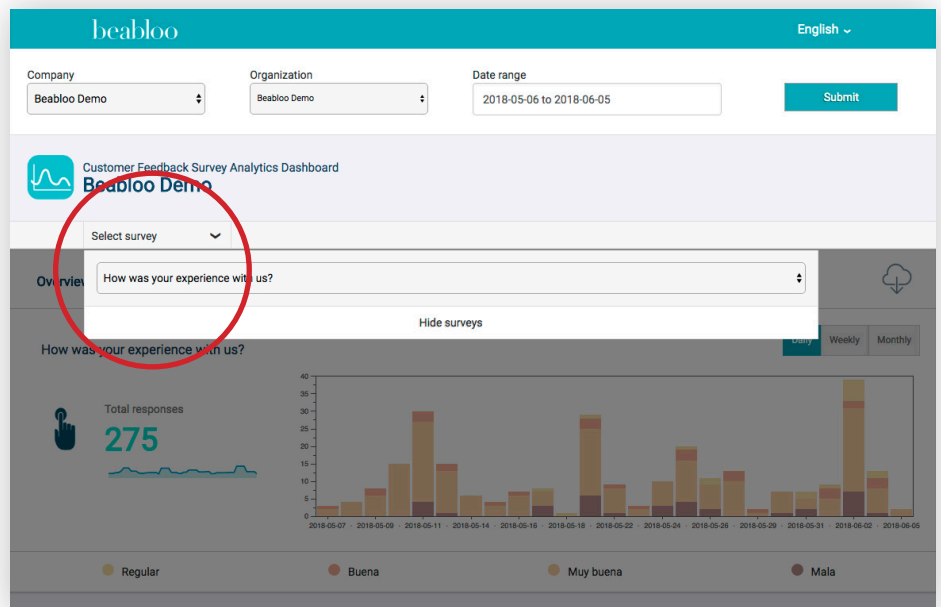 beabloo
English
Company
Organization
Date range
Beabloo Demo
Beabloo Demo
2018-05-06 to 2018-06-05
Submit
Customer Feedback Survey Analytics Dashboard
Beabloo Demo
Select survey
Overview
How was your experience with us?
Hide surveys
How was your experience with us?
Daily
Weekly
Monthly
Total responses
275
40
35
30
25
20
15
10
5
0
2018-05-07 · 2018-05-09 · 2018-05-11 · 2018-05-14 · 2018-05-16 · 2018-05-18 · 2018-05-22 · 2018-05-24 · 2018-05-26 · 2018-05-29 · 2018-05-31 · 2018-06-02 · 2018-06-05
Regular
Buena
Muy buena
Mala